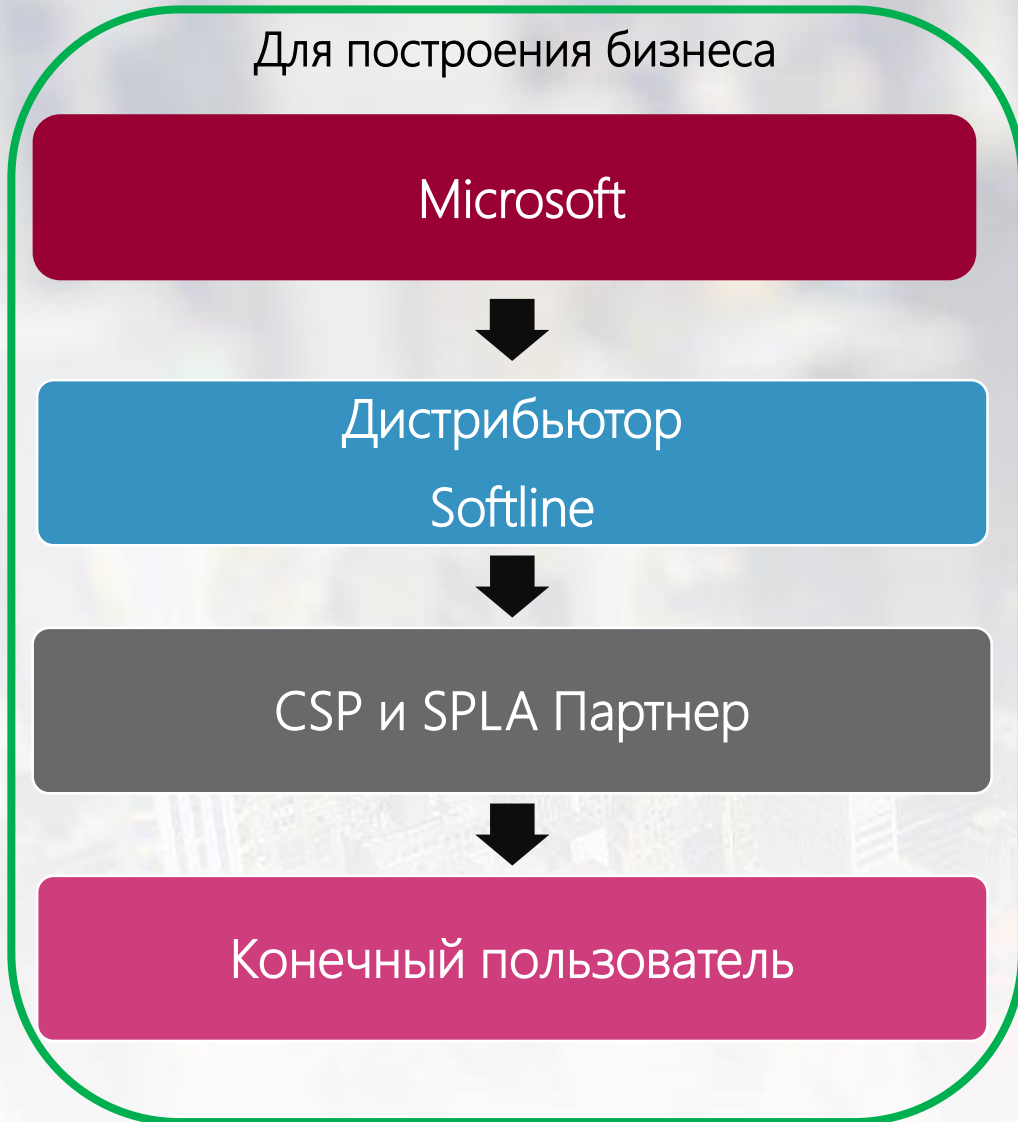 Для построения бизнеса
Microsoft
Дистрибьютор
Softline
CSP и SPLA Партнер
Конечный пользователь